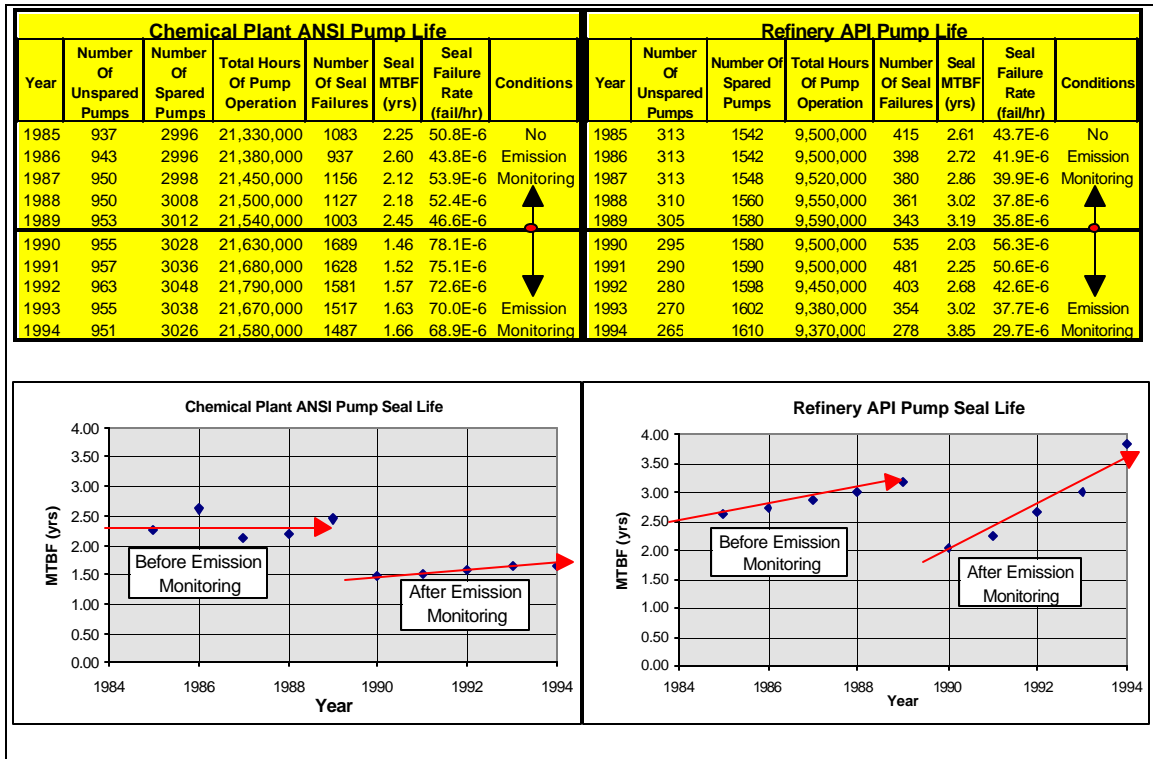 Chemical Plant ANSI Pump Life
Year Number Of Unspared Pumps Number Of Spared Pumps Total Hours Of Pump Operation Number Of Seal Failures Seal MTBF (yrs) Seal Failure Rate (fail/hr) Conditions
1985 937 2996 21,330,000 1083 2.25 50.8E-6 No
1986 943 2996 21,380,000 937 2.60 43.8E-6 Emission
1987 950 2998 21,450,000 1156 2.12 53.9E-6 Monitoring
1988 950 3008 21,500,000 1127 2.18 52.4E-6
1989 953 3012 21,540,000 1003 2.45 46.6E-6
1990 955 3028 21,630,000 1689 1.46 78.1E-6
1991 957 3036 21,680,000 1628 1.52 75.1E-6
1992 963 3048 21,790,000 1581 1.57 72.6E-6
1993 955 3038 21,670,000 1517 1.63 70.0E-6 Emission
1994 951 3026 21,580,000 1487 1.66 68.9E-6 Monitoring
Refinery API Pump Life
Year Number Of Unspared Pumps Number Of Spared Pumps Total Hours Of Pump Operation Number Of Seal Failures Seal MTBF (yrs) Seal Failure Rate (fail/hr) Conditions
1985 313 1542 9,500,000 415 2.61 43.7E-6 No
1986 313 1542 9,500,000 398 2.72 41.9E-6 Emission
1987 313 1548 9,520,000 380 2.86 39.9E-6 Monitoring
1988 310 1560 9,550,000 361 3.02 37.8E-6
1989 305 1580 9,590,000 343 3.19 35.8E-6
1990 295 1580 9,500,000 535 2.03 56.3E-6
1991 290 1590 9,500,000 481 2.25 50.6E-6
1992 280 1598 9,450,000 403 2.68 42.6E-6
1993 270 1602 9,380,000 354 3.02 37.7E-6 Emission
1994 265 1610 9,370,000 278 3.85 29.7E-6 Monitoring
Chemical Plant ANSI Pump Seal Life
4.00
3.50
3.00
2.50
2.00
1.50
1.00
0.50
0.00
MTBF (yrs)
Before Emission
Monitoring
After Emission
Monitoring
1984 1986 1988 1990 1992 1994
Year
Refinery API Pump Seal Life
4.00
3.50
3.00
2.50
2.00
1.50
1.00
0.50
0.00
MTBF (yrs)
Before Emission
Monitoring
After Emission
Monitoring
1984 1986 1988 1990 1992 1994
Year